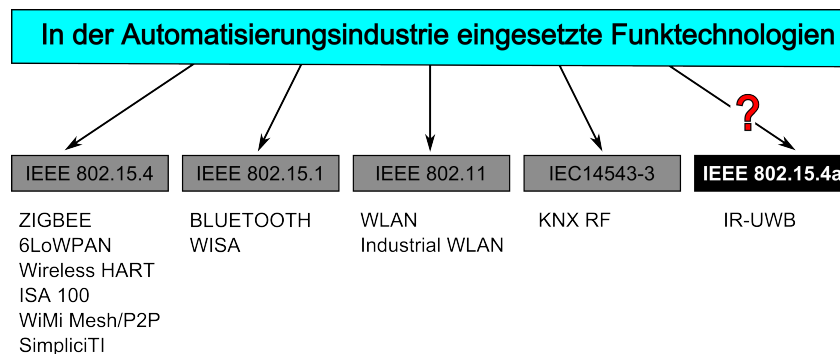 In der Automatisierungsindustrie eingesetzte Funktechnologien
?
IEEE 802.15.4
IEEE 802.15.1
IEEE 802.11
IEC14543-3
IEEE 802.15.4a
ZIGBEE
6LoWPAN
Wireless HART
ISA 100
WiMi Mesh/P2P
SimpliciTI
BLUETOOTH
WISA
WLAN
Industrial WLAN
KNX RF
IR-UWB